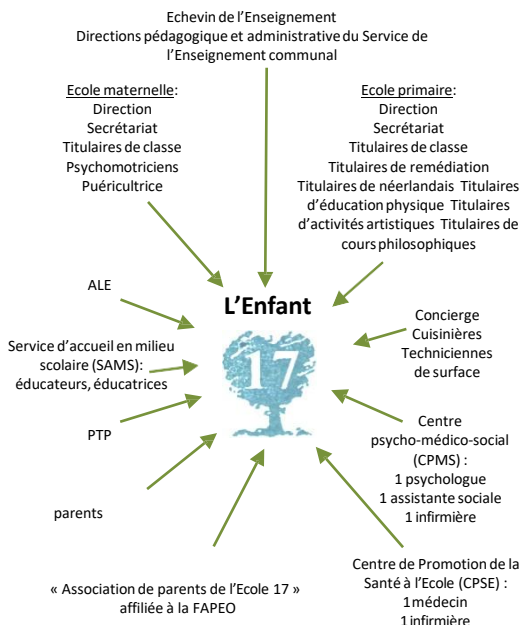 Echevin de l'Enseignement
Directions pédagogique et administrative du Service de
l'Enseignement communal
Ecole maternelle:
Direction
Secrétariat
Titulaires de classe
Psychomotriciens
Puéricultrice
Ecole primaire:
Direction
Secrétariat
Titulaires de classe
Titulaires de remédiation
Titulaires de néerlandais Titulaires
d'éducation physique Titulaires
d'activités artistiques Titulaires de
cours philosophiques
ALE
L'Enfant
17
Service d'accueil en milieu
scolaire (SAMS):
éducateurs, éducatrices
Concierge
Cuisinières
Techniciennes
de surface
PTP
Centre
psycho-médico-social
(CPMS) :
1 psychologue
1 assistante sociale
1 infirmière
parents
« Association de parents de l'Ecole 17 »
affiliée à la FAPEO
Centre de Promotion de la
Santé à l'Ecole (CPSE) :
1médecin
1infirmière